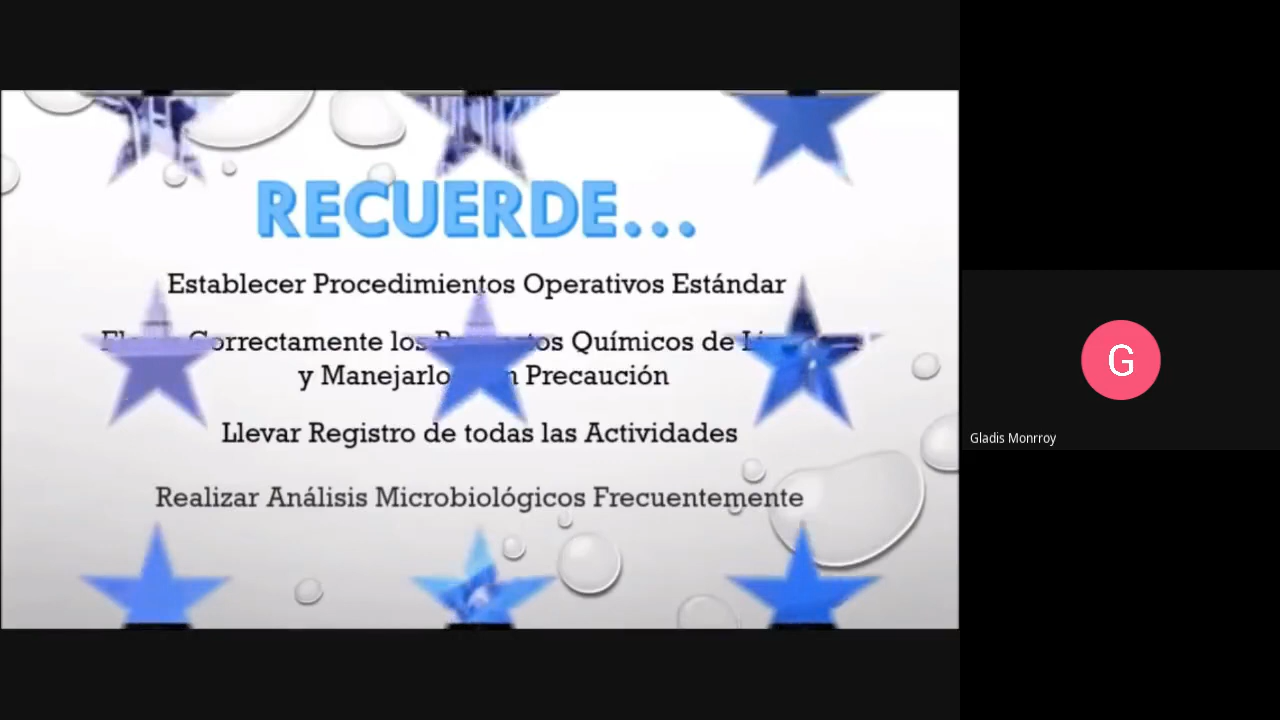 RECUERDE...
Establecer Procedimientos Operativos Estándar
Correctamente los Químicos de
y Manejarlo Precaución
Llevar Registro de todas las Actividades
Realizar Análisis Microbiológicos Frecuentemente
G
Gladis Monrroy